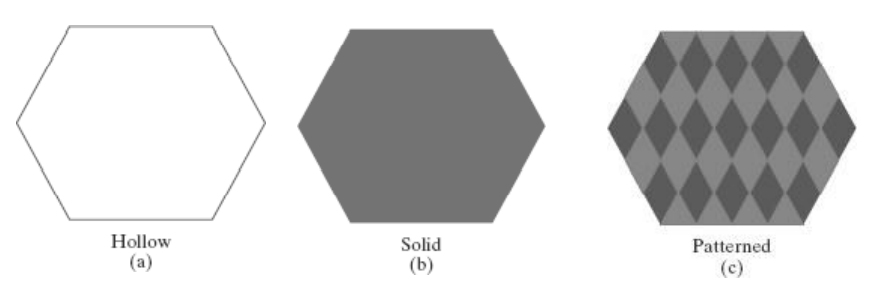 Hollow
(a)
Solid
(b)
Patterned
(c)